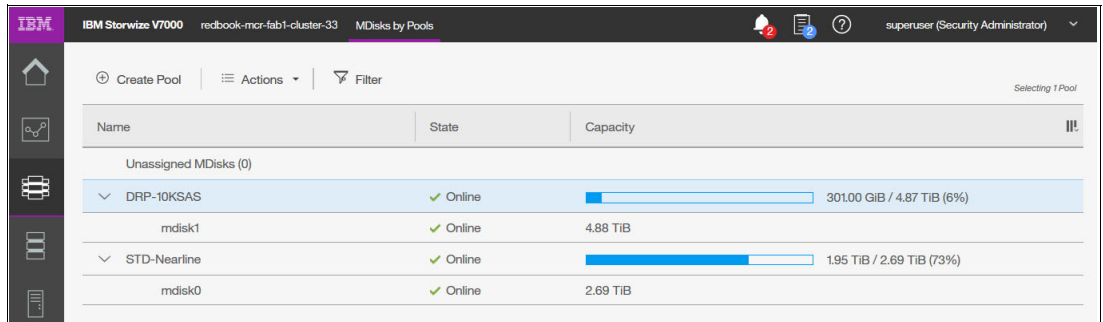 IBM IBM Storwize V7000 redbook-mcr-fab1-cluster-33 MDisks by Pools 2 2 superuser (Security Administrator)
Create Pool Actions Filter
Selecting 1 Pool
Name State Capacity
Unassigned MDisks (0)
DRP-10KSAS Online 301.00 GiB / 4.87 TiB (6%)
mdisk1 Online 4.88 TiB
STD-Nearline Online 1.95 TiB / 2.69 TiB (73%)
mdisk0 Online 2.69 TiB